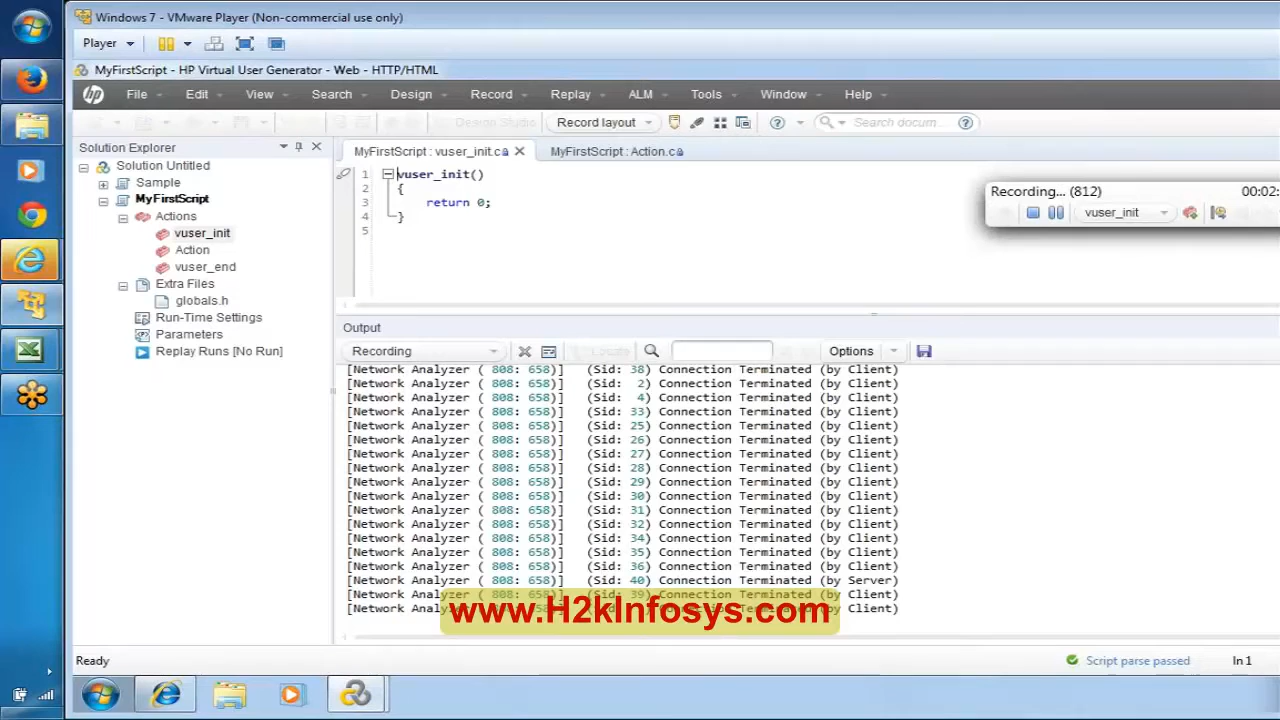 Windows 7 - VMware Player (Non-commercial use only)
Player
MyFirstScript - HP Virtual User Generator - Web - HTTP/HTML
hp File Edit View Search Design Record Replay ALM Tools Window Help
Design Studio Record layout Search docum
Solution Explorer
Solution Untitled
Sample
MyFirstScript
Actions
vuser_init
Action
vuser_end
Extra Files
globals.h
Run-Time Settings
Parameters
Replay Runs [No Run]
MyFirstScript : vuser_init.c MyFirstScript : Action.c
1 vuser_init()
2 {
3 return 0;
4 }
5
Recording... (812) 00:02:
vuser_init
Output
Recording Locate Options
[Network Analyzer ( 808: 658)] (Sid: 38) Connection Terminated (by Client)
[Network Analyzer ( 808: 658)] (Sid: 2) Connection Terminated (by Client)
[Network Analyzer ( 808: 658)] (Sid: 4) Connection Terminated (by Client)
[Network Analyzer ( 808: 658)] (Sid: 33) Connection Terminated (by Client)
[Network Analyzer ( 808: 658)] (Sid: 25) Connection Terminated (by Client)
[Network Analyzer ( 808: 658)] (Sid: 26) Connection Terminated (by Client)
[Network Analyzer ( 808: 658)] (Sid: 27) Connection Terminated (by Client)
[Network Analyzer ( 808: 658)] (Sid: 28) Connection Terminated (by Client)
[Network Analyzer ( 808: 658)] (Sid: 29) Connection Terminated (by Client)
[Network Analyzer ( 808: 658)] (Sid: 30) Connection Terminated (by Client)
[Network Analyzer ( 808: 658)] (Sid: 31) Connection Terminated (by Client)
[Network Analyzer ( 808: 658)] (Sid: 32) Connection Terminated (by Client)
[Network Analyzer ( 808: 658)] (Sid: 34) Connection Terminated (by Client)
[Network Analyzer ( 808: 658)] (Sid: 35) Connection Terminated (by Client)
[Network Analyzer ( 808: 658)] (Sid: 36) Connection Terminated (by Client)
[Network Analyzer ( 808: 658)] (Sid: 40) Connection Terminated (by Server)
[Network Analyzer ( 808: 658)] (Sid: 39) Connection Terminated (by Client)
[Network Analyzer ( 808: 658)] Connection Terminated (by Client)
www.H2kInfosys.com
Ready Script parse passed ln 1